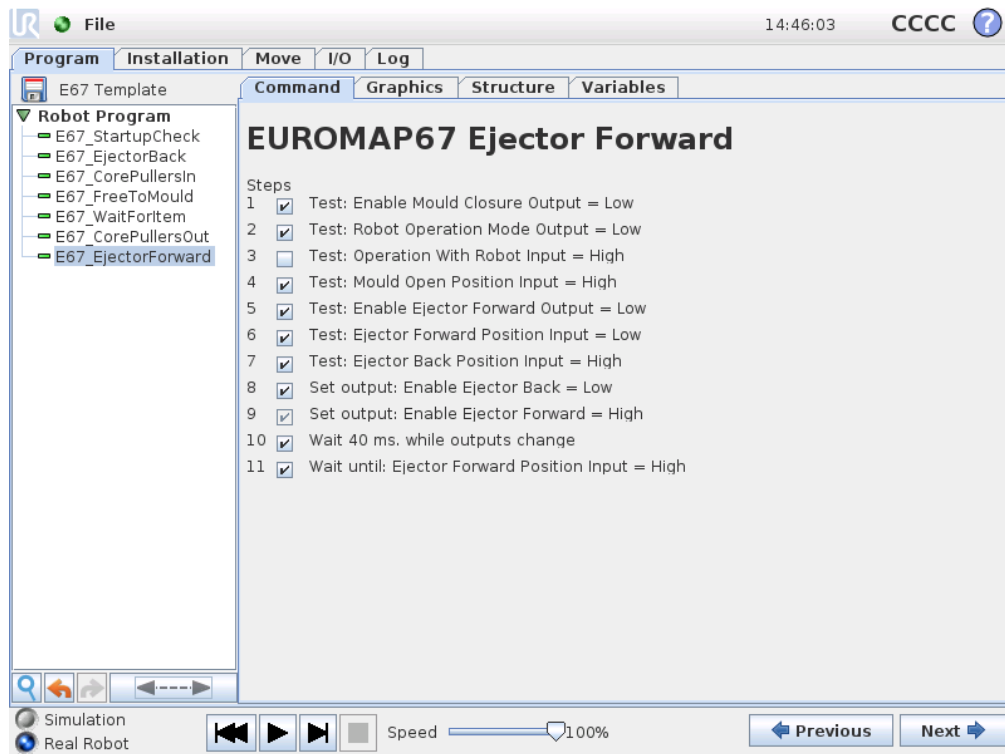 UR File 14:46:03 CCCC ?
Program Installation Move I/O Log
E67 Template
Command Graphics Structure Variables
Robot Program
E67_StartupCheck
E67_EjectorBack
E67_CorePullersIn
E67_FreeToMould
E67_WaitForItem
E67_CorePullersOut
E67_EjectorForward
EUROMAP67 Ejector Forward
Steps
1 Test: Enable Mould Closure Output = Low
2 Test: Robot Operation Mode Output = Low
3 Test: Operation With Robot Input = High
4 Test: Mould Open Position Input = High
5 Test: Enable Ejector Forward Output = Low
6 Test: Ejector Forward Position Input = Low
7 Test: Ejector Back Position Input = High
8 Set output: Enable Ejector Back = Low
9 Set output: Enable Ejector Forward = High
10 Wait 40 ms. while outputs change
11 Wait until: Ejector Forward Position Input = High
Simulation
Real Robot
Speed 100%
Previous Next